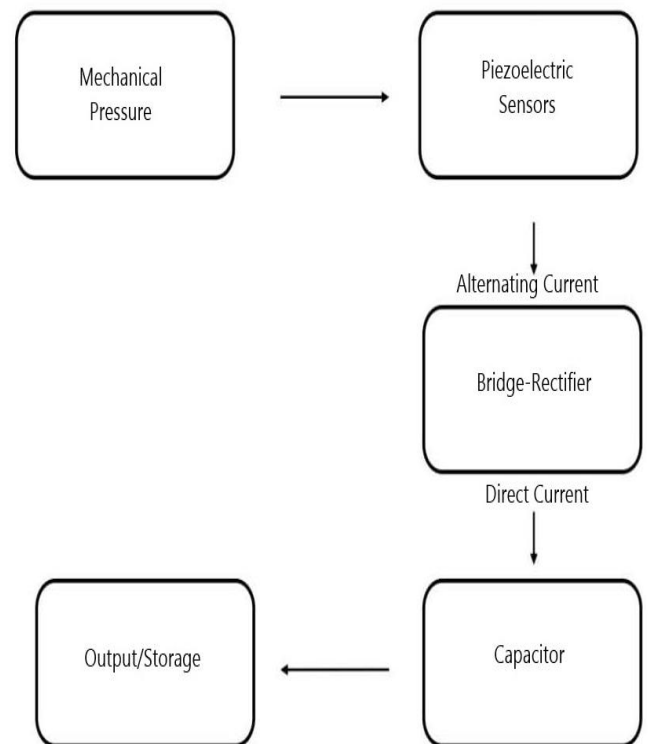 Mechanical
Pressure
Piezoelectric
Sensors
Alternating Current
Bridge-Rectifier
Direct Current
Capacitor
Output/Storage